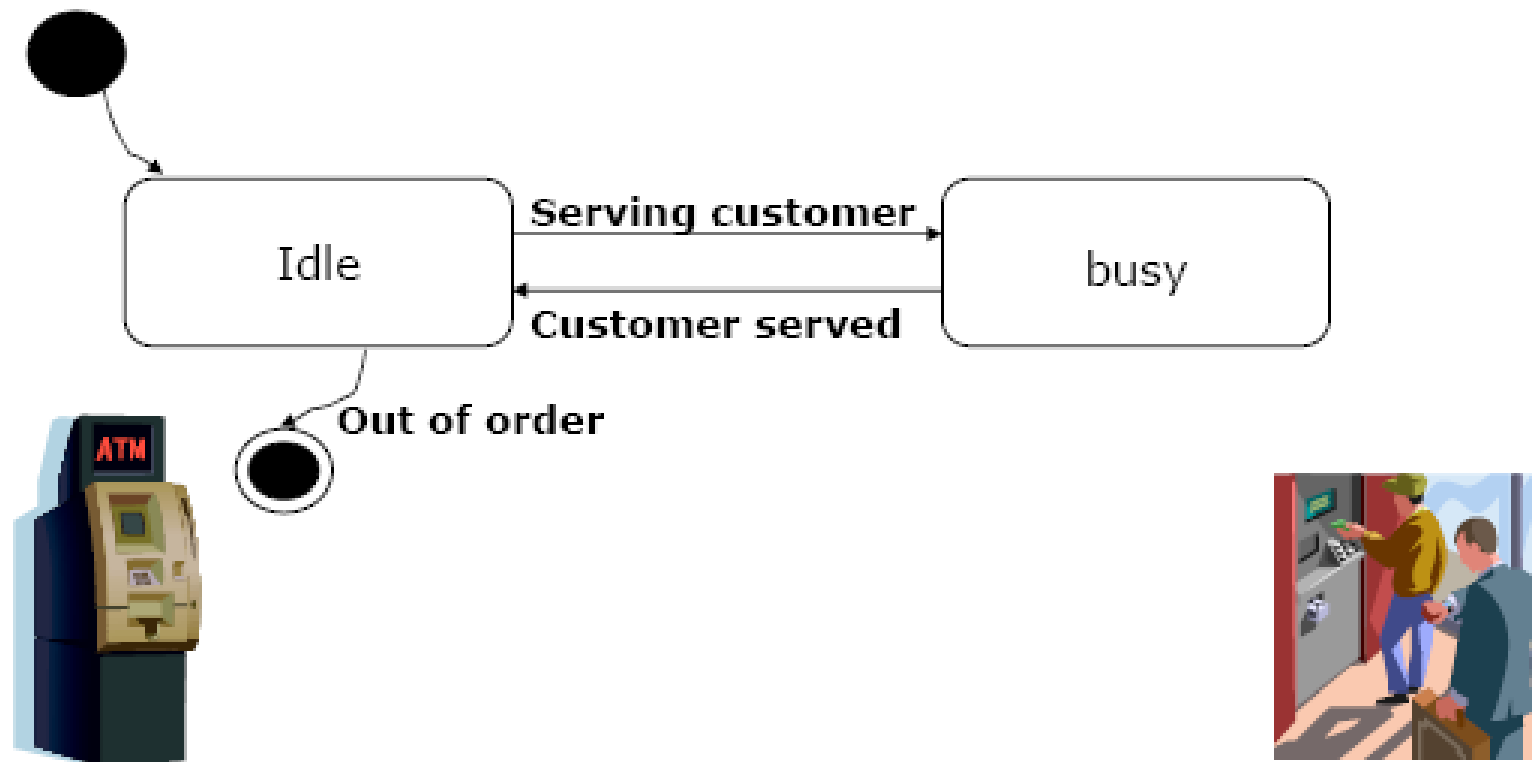 Serving customer
Idle
busy
Customer served
Out of order
ATM